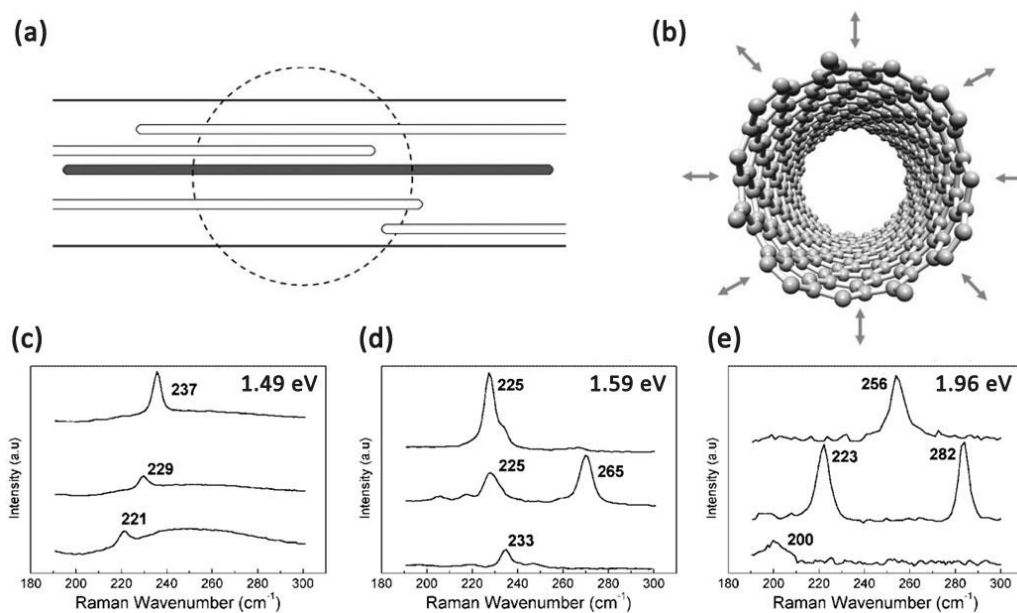 (a)
(b)
(c)
1.49 eV
237
229
221
Intensity (a.u)
180 200 220 240 260 280 300
Raman Wavenumber (cm-1)
(d)
1.59 eV
225
225
265
233
Intensity (a.u)
180 200 220 240 260 280 300
Raman Wavenumber (cm-1)
(e)
1.96 eV
256
223
282
200
Intensity (a.u)
180 200 220 240 260 280 300
Raman Wavenumber (cm-1)